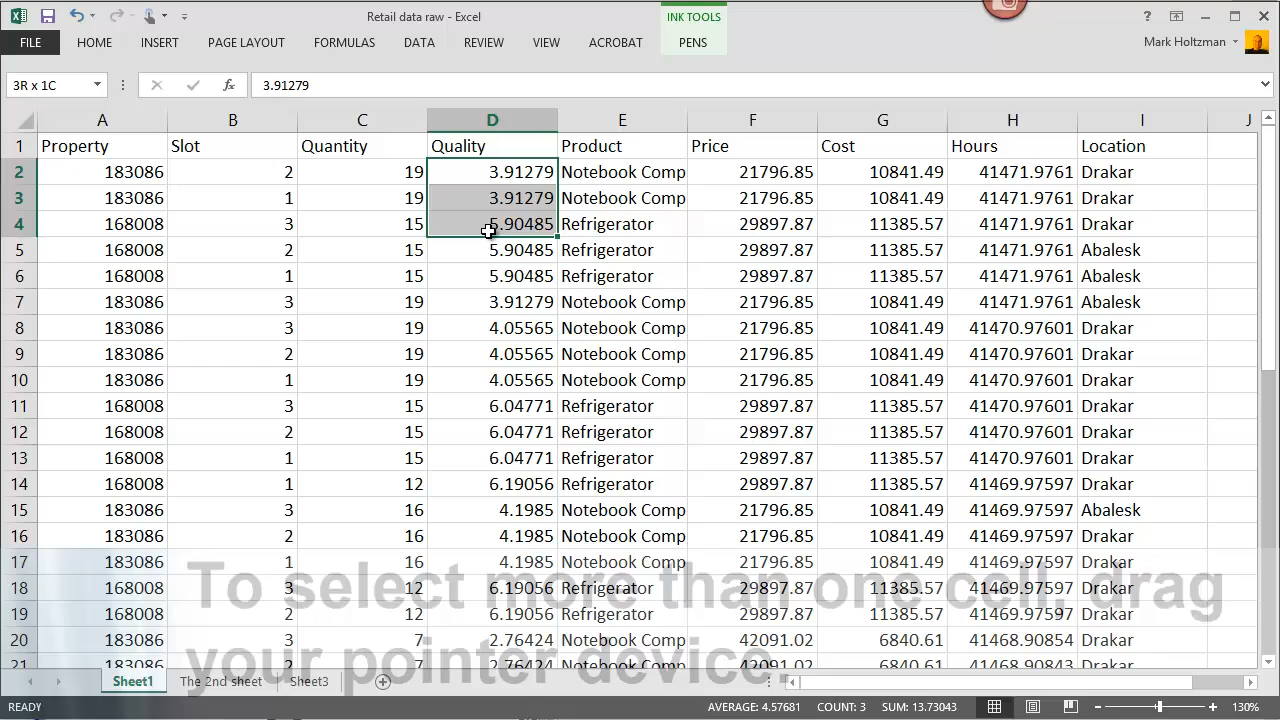 Retail data raw - Excel
INK TOOLS
FILE HOME INSERT PAGE LAYOUT FORMULAS DATA REVIEW VIEW ACROBAT PENS Mark Holtzman
3R x 1C fx 3.91279
A B C D E F G H I J
1 Property Slot Quantity Quality Product Price Cost Hours Location
2 183086 2 19 3.91279 Notebook Comp 21796.85 10841.49 41471.9761 Drakar
3 183086 1 19 3.91279 Notebook Comp 21796.85 10841.49 41471.9761 Drakar
4 168008 3 15 5.90485 Refrigerator 29897.87 11385.57 41471.9761 Drakar
5 168008 2 15 5.90485 Refrigerator 29897.87 11385.57 41471.9761 Abalesk
6 168008 1 15 5.90485 Refrigerator 29897.87 11385.57 41471.9761 Abalesk
7 183086 3 19 3.91279 Notebook Comp 21796.85 10841.49 41471.9761 Abalesk
8 183086 3 19 4.05565 Notebook Comp 21796.85 10841.49 41470.97601 Drakar
9 183086 2 19 4.05565 Notebook Comp 21796.85 10841.49 41470.97601 Drakar
10 183086 1 19 4.05565 Notebook Comp 21796.85 10841.49 41470.97601 Drakar
11 168008 3 15 6.04771 Refrigerator 29897.87 11385.57 41470.97601 Drakar
12 168008 2 15 6.04771 Refrigerator 29897.87 11385.57 41470.97601 Drakar
13 168008 1 15 6.04771 Refrigerator 29897.87 11385.57 41470.97601 Drakar
14 168008 1 12 6.19056 Refrigerator 29897.87 11385.57 41469.97597 Drakar
15 183086 3 16 4.1985 Notebook Comp 21796.85 10841.49 41469.97597 Abalesk
16 183086 2 16 4.1985 Notebook Comp 21796.85 10841.49 41469.97597 Drakar
17 183086 1 16 4.1985 Notebook Comp 21796.85 10841.49 41469.97597 Drakar
18 168008 3 12 6.19056 Refrigerator 29897.87 11385.57 41469.97597 Drakar
19 168008 2 12 6.19056 Refrigerator 29897.87 11385.57 41469.97597 Drakar
20 183086 3 7 2.76424 Notebook Comp 42091.02 6840.61 41468.90854 Drakar
21 183086 2 7 2.76424 Notebook Comp 42091.02 6840.61 41468.90843 Drakar
To select more than one cell, drag
your pointer device.
Sheet1 The 2nd sheet Sheet3
READY AVERAGE: 4.57681 COUNT: 3 SUM: 13.73043 130%